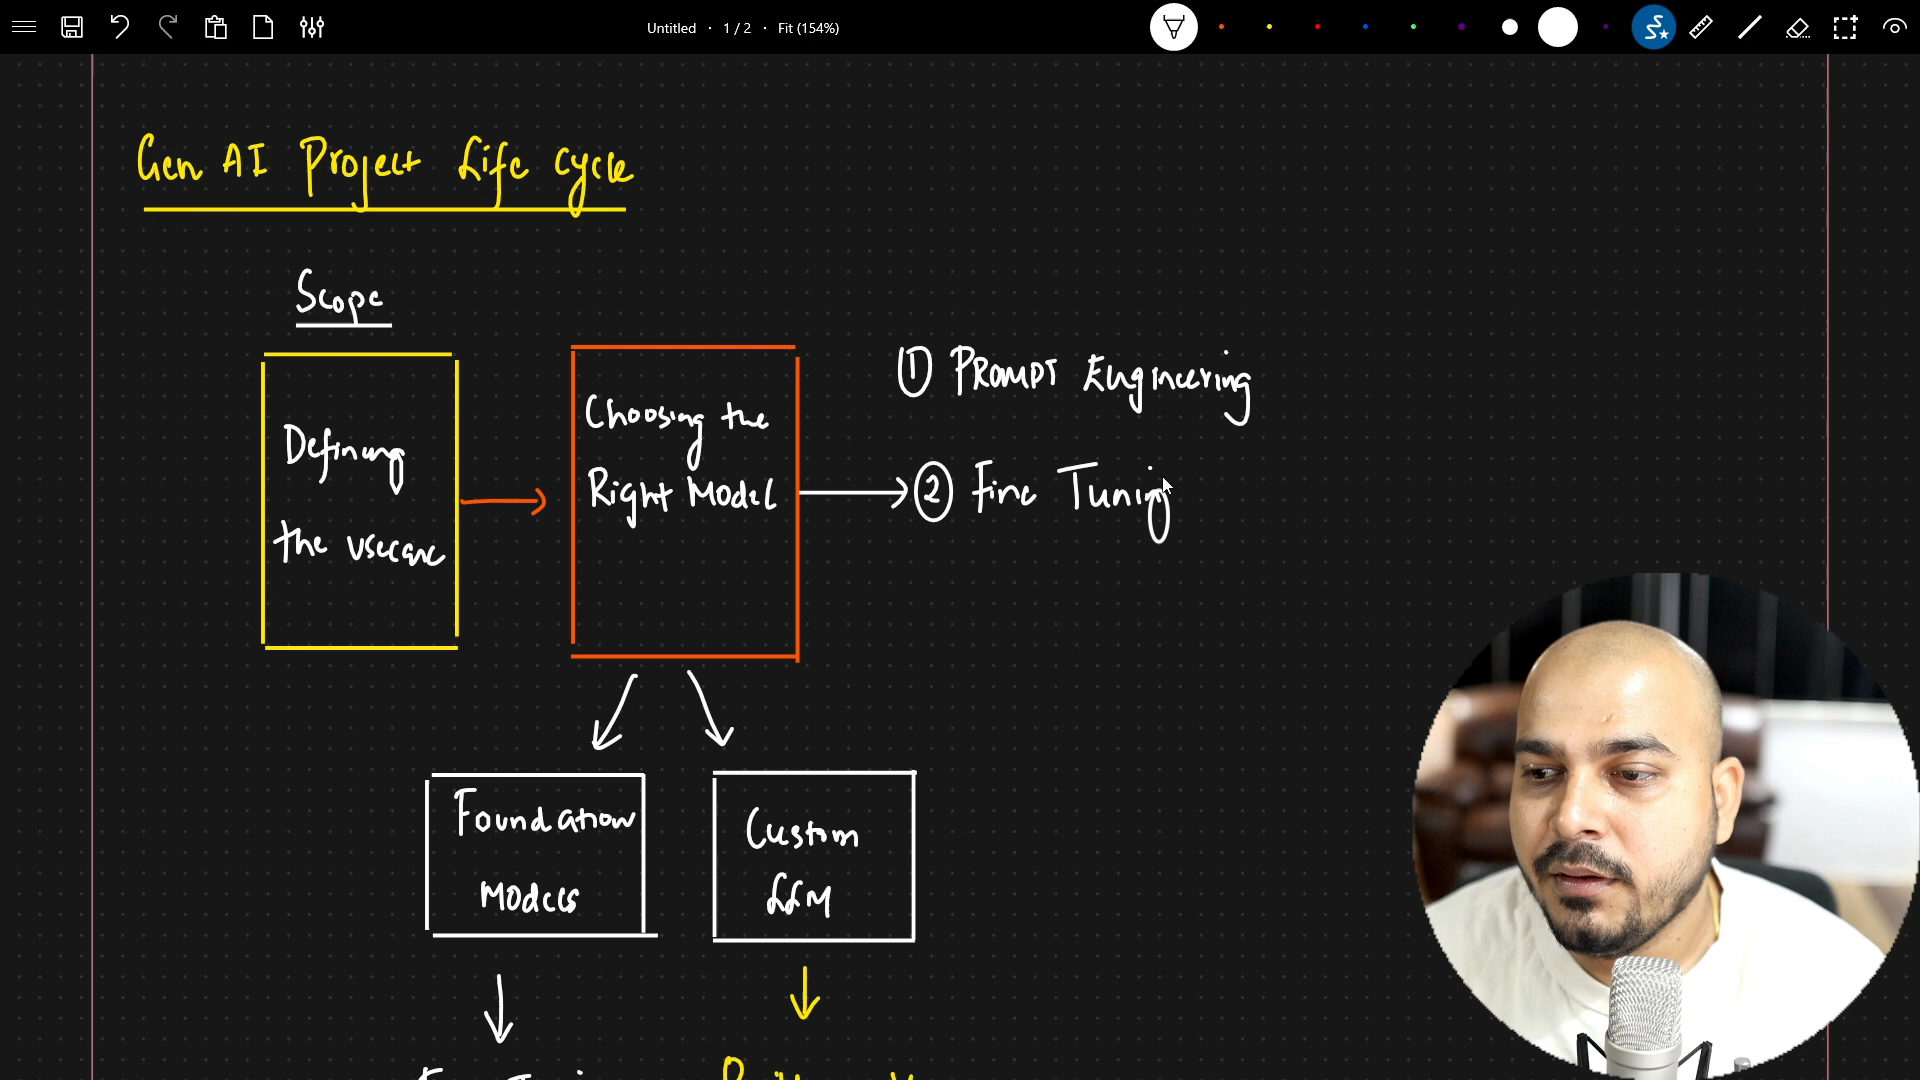 Untitled · 1 / 2 · Fit (154%)
Gen AI Project Life Cycle
Scope
Defining
the usecase
Choosing the
Right Model
① PROMPT Engineering
② Fine Tuning
Foundation
Models
Custom
LLM